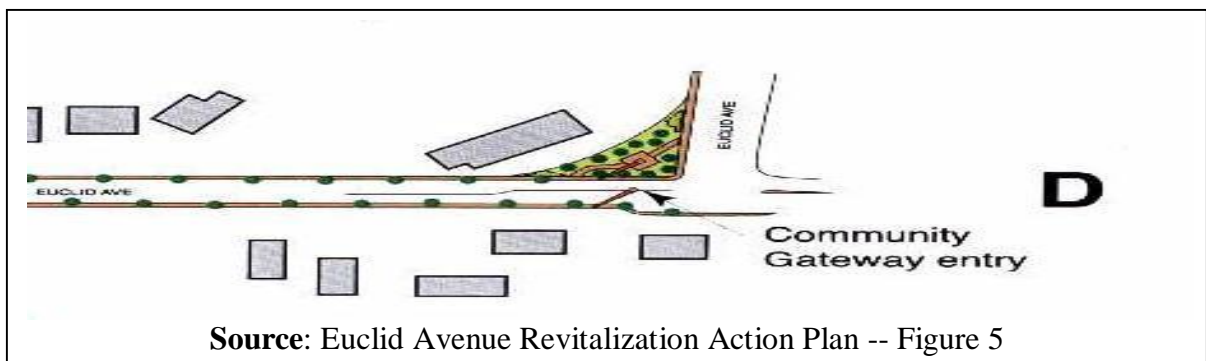 EUCLID AVE
EUCLID AVE
D
Community
Gateway entry
Source: Euclid Avenue Revitalization Action Plan -- Figure 5